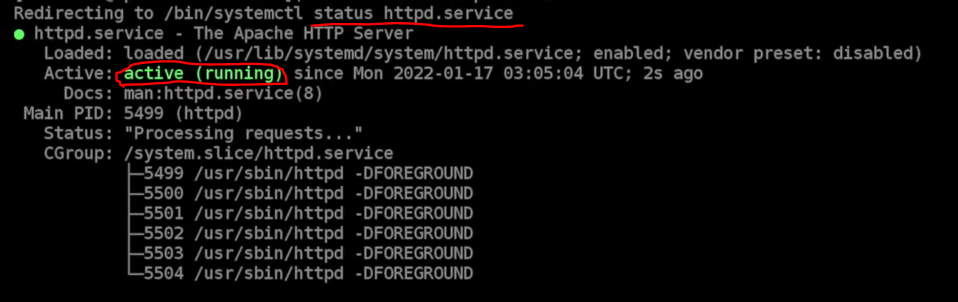 Redirecting to /bin/systemctl status httpd.service
● httpd.service - The Apache HTTP Server
Loaded: loaded (/usr/lib/systemd/system/httpd.service; enabled; vendor preset: disabled)
Active: active (running) since Mon 2022-01-17 03:05:04 UTC; 2s ago
Docs: man:httpd.service(8)
Main PID: 5499 (httpd)
Status: "Processing requests..."
CGroup: /system.slice/httpd.service
├─5499 /usr/sbin/httpd -DFOREGROUND
├─5500 /usr/sbin/httpd -DFOREGROUND
├─5501 /usr/sbin/httpd -DFOREGROUND
├─5502 /usr/sbin/httpd -DFOREGROUND
├─5503 /usr/sbin/httpd -DFOREGROUND
└─5504 /usr/sbin/httpd -DFOREGROUND